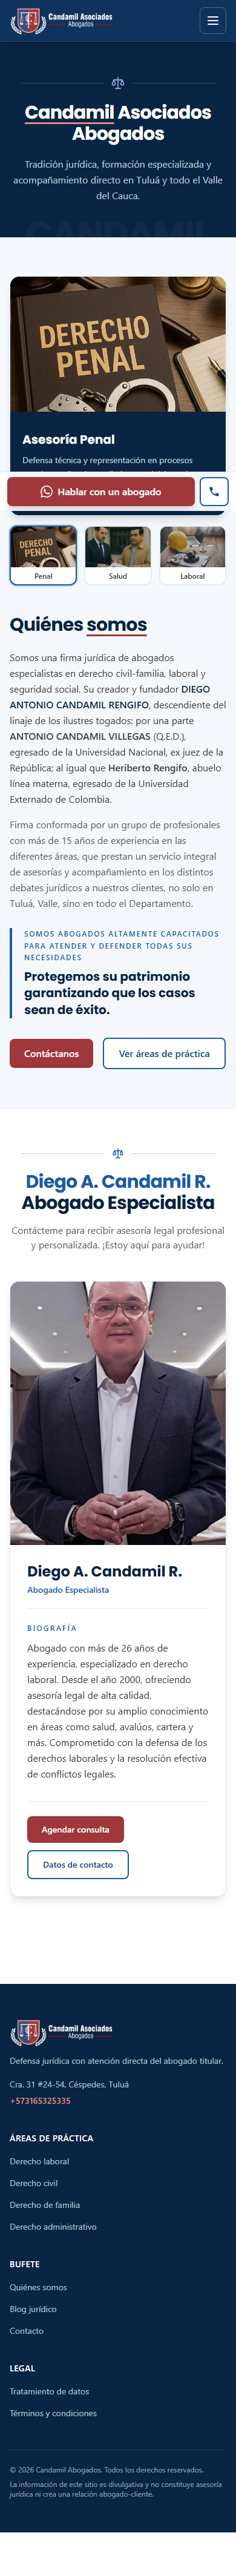 Candamil Asociados
Abogados
Candamil Asociados
Abogados
Tradición jurídica, formación especializada y
acompañamiento directo en Tuluá y todo el Valle
del Cauca.
CANDAMIL
DERECHO
PENAL
Asesoría Penal
Defensa técnica y representación en procesos
Hablar con un abogado
DERECHO
PENAL
Penal
Salud
Laboral
Quiénes somos
Somos una firma jurídica de abogados
especialistas en derecho civil-familia, laboral y
seguridad social. Su creador y fundador DIEGO
ANTONIO CANDAMIL RENGIFO, descendiente del
linaje de los ilustres togados: por una parte
ANTONIO CANDAMIL VILLEGAS (Q.E.D.),
egresado de la Universidad Nacional, ex juez de la
República; al igual que Heriberto Rengifo, abuelo
línea materna, egresado de la Universidad
Externado de Colombia.
Firma conformada por un grupo de profesionales
con más de 15 años de experiencia en las
diferentes áreas, que prestan un servicio integral
de asesorías y acompañamiento en los distintos
debates jurídicos a nuestros clientes, no solo en
Tuluá, Valle, sino en todo el Departamento.
SOMOS ABOGADOS ALTAMENTE CAPACITADOS
PARA ATENDER Y DEFENDER TODAS SUS
NECESIDADES
Protegemos su patrimonio
garantizando que los casos
sean de éxito.
Contáctanos
Ver áreas de práctica
Diego A. Candamil R.
Abogado Especialista
Contácteme para recibir asesoría legal profesional
y personalizada. ¡Estoy aquí para ayudar!
Diego A. Candamil R.
Abogado Especialista
BIOGRAFÍA
Abogado con más de 26 años de
experiencia, especializado en derecho
laboral. Desde el año 2000, ofreciendo
asesoría legal de alta calidad,
destacándose por su amplio conocimiento
en áreas como salud, avalúos, cartera y
más. Comprometido con la defensa de los
derechos laborales y la resolución efectiva
de conflictos legales.
Agendar consulta
Datos de contacto
Candamil Asociados
Abogados
Defensa jurídica con atención directa del abogado titular.
Cra. 31 #24-54, Céspedes, Tuluá
+573165325335
ÁREAS DE PRÁCTICA
Derecho laboral
Derecho civil
Derecho de familia
Derecho administrativo
BUFETE
Quiénes somos
Blog jurídico
Contacto
LEGAL
Tratamiento de datos
Términos y condiciones
© 2026 Candamil Abogados. Todos los derechos reservados.
La información de este sitio es divulgativa y no constituye asesoría
jurídica ni crea una relación abogado-cliente.